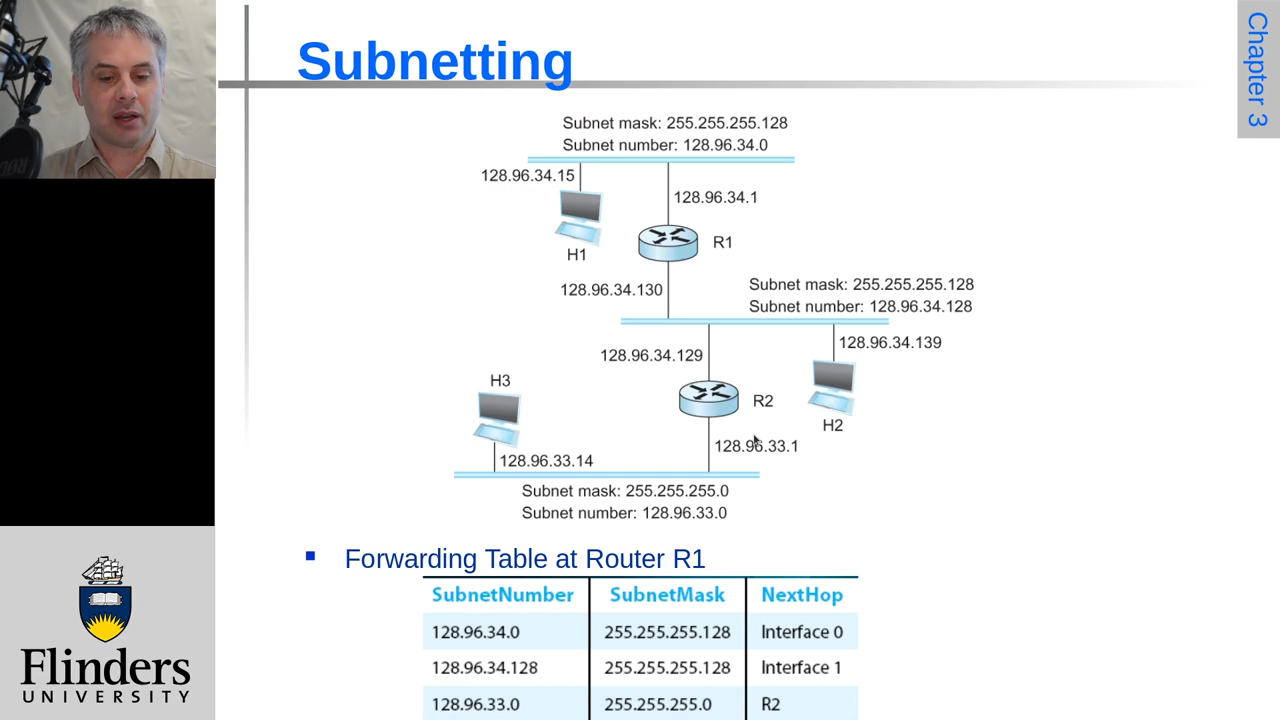 Subnetting
Chapter 3
Subnet mask: 255.255.255.128
Subnet number: 128.96.34.0
128.96.34.15
128.96.34.1
H1
R1
128.96.34.130
Subnet mask: 255.255.255.128
Subnet number: 128.96.34.128
128.96.34.129
128.96.34.139
H3
R2
H2
128.96.33.1
128.96.33.14
Subnet mask: 255.255.255.0
Subnet number: 128.96.33.0
Forwarding Table at Router R1
SubnetNumber SubnetMask NextHop
128.96.34.0 255.255.255.128 Interface 0
128.96.34.128 255.255.255.128 Interface 1
128.96.33.0 255.255.255.0 R2
Flinders
UNIVERSITY